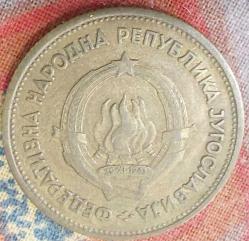 ФЕДЕРАТИВНА НАРОДНА РЕПУБЛИКА ЈУГОСЛАВИЈА